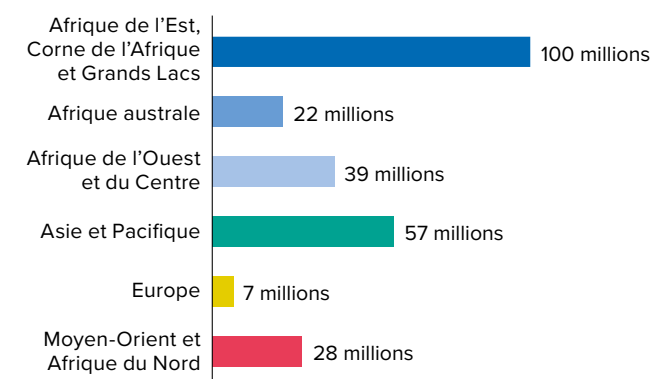 Afrique de l’Est,
Corne de l’Afrique
et Grands Lacs
100 millions
Afrique australe
22 millions
Afrique de l’Ouest
et du Centre
39 millions
Asie et Pacifique
57 millions
Europe
7 millions
Moyen-Orient et
Afrique du Nord
28 millions